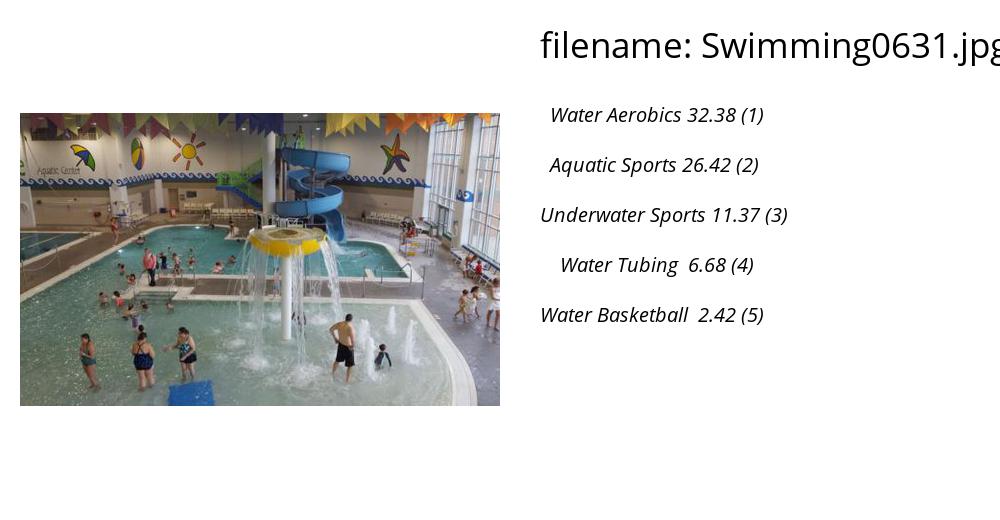 filename: Swimming0631.jpg
Water Aerobics 32.38 (1)
Aquatic Sports 26.42 (2)
Underwater Sports 11.37 (3)
Water Tubing 6.68 (4)
Water Basketball 2.42 (5)
Aquatic Center